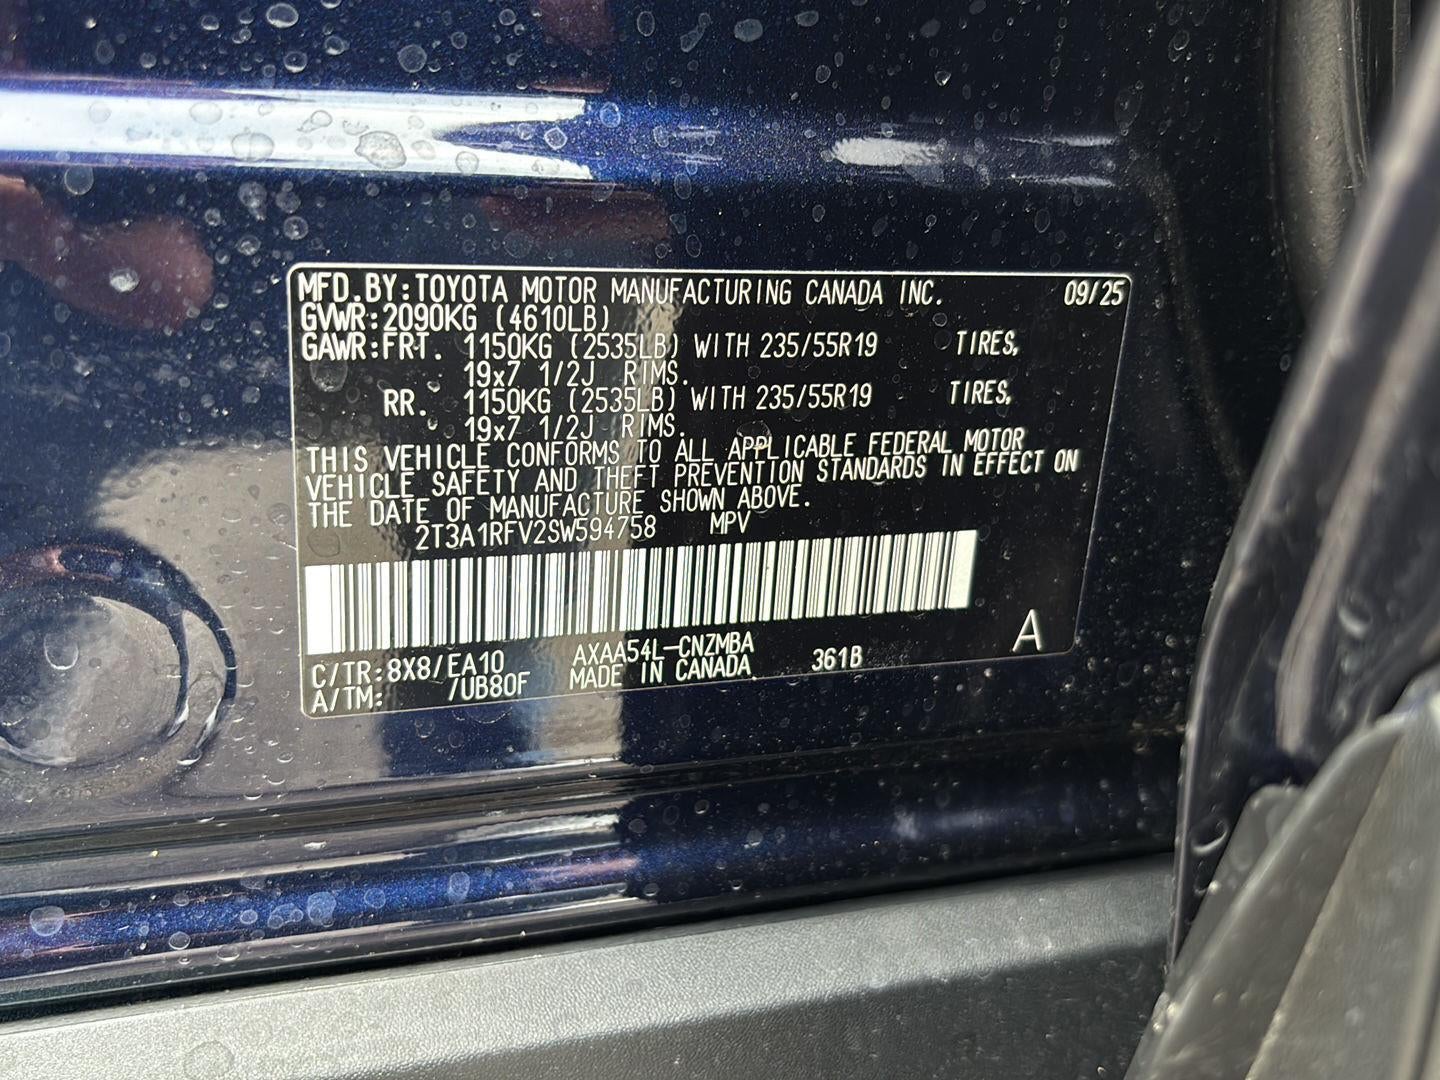 MFD.BY:TOYOTA MOTOR MANUFACTURING CANADA INC. 09/25
GVWR:2090KG (4610LB)
GAWR:FRT. 1150KG (2535LB) WITH 235/55R19 TIRES,
19x7 1/2J RIMS.
RR. 1150KG (2535LB) WITH 235/55R19 TIRES,
19x7 1/2J RIMS.
THIS VEHICLE CONFORMS TO ALL APPLICABLE FEDERAL MOTOR
VEHICLE SAFETY AND THEFT PREVENTION STANDARDS IN EFFECT ON
THE DATE OF MANUFACTURE SHOWN ABOVE.
2T3A1RFV2SW594758 MPV
C/TR:8X8/EA10 AXAA54L-CNZMBA 361B A
A/TM: /UB80F MADE IN CANADA